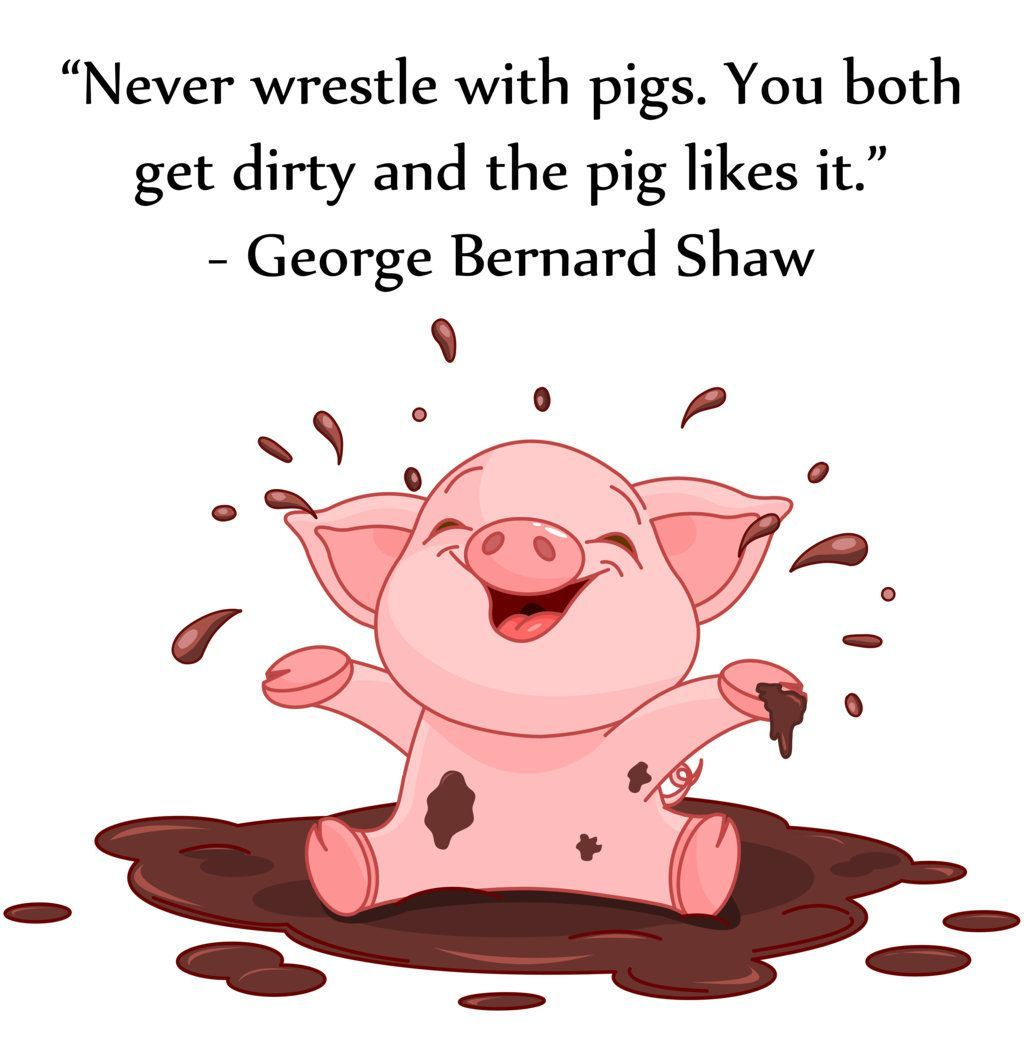 “Never wrestle with pigs. You both
get dirty and the pig likes it.”
- George Bernard Shaw